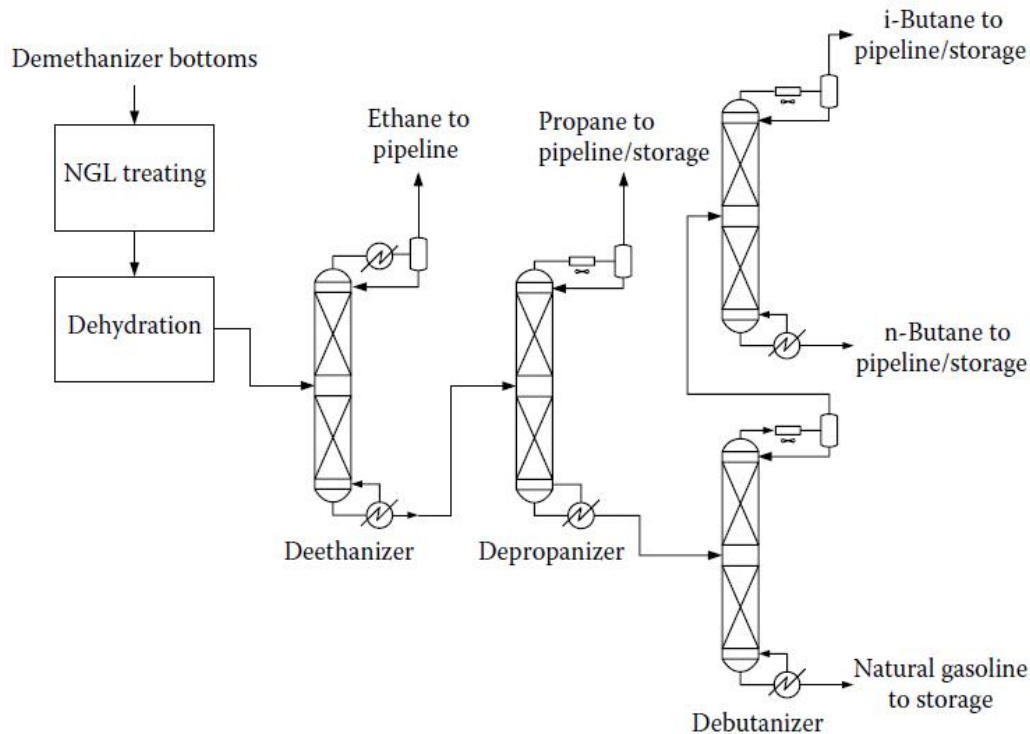 Demethanizer bottoms
NGL treating
Dehydration
Ethane to
pipeline
Deethanizer
Propane to
pipeline/storage
Depropanizer
i-Butane to
pipeline/storage
n-Butane to
pipeline/storage
Natural gasoline
to storage
Debutanizer